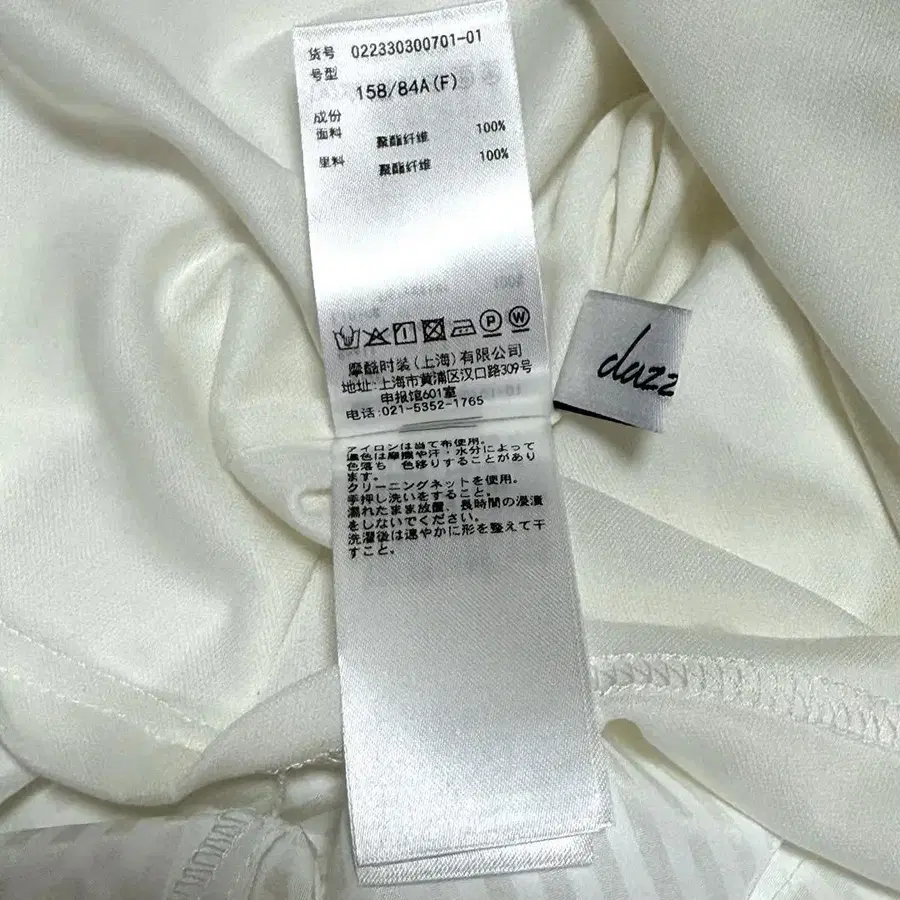 货号 022330300701-01
号型 158/84A(F)
成份
面料 聚酯纤维 100%
里料 聚酯纤维 100%
P W
摩酷时装(上海)有限公司
地址:上海市黄浦区汉口路309号
申报馆601室
电话:021-5352-1765
dazz
アイロンは当て布使用。
濃色は摩擦や汗・水分によって
色落ち 色移りすることがあり
ます。
クリーニングネットを使用。
手押し洗いをすること。
濡れたまま放置、長時間の浸漬
をしないでください。
洗濯後は速やかに形を整えて干
すこと。